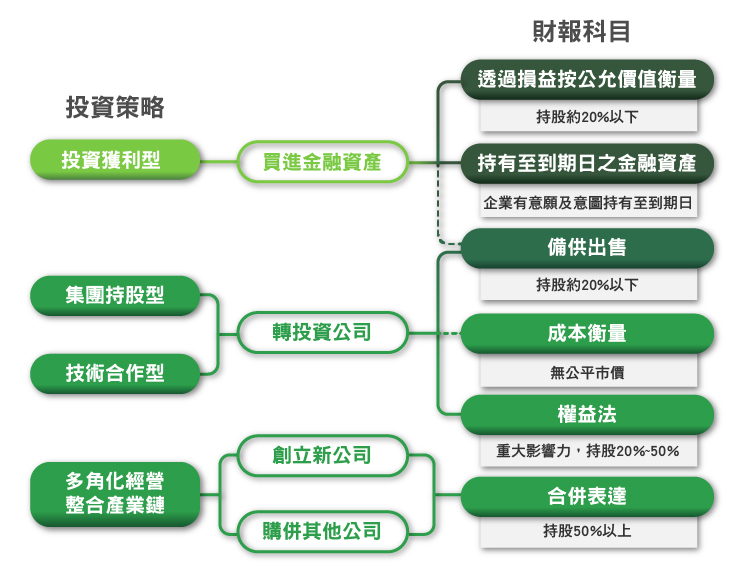 財報科目
投資策略
透過損益按公允價值衡量
持股約20%以下
投資獲利型
買進金融資產
持有至到期日之金融資產
企業有意願及意圖持有至到期日
備供出售
持股約20%以下
集團持股型
轉投資公司
成本衡量
無公平市價
技術合作型
權益法
重大影響力，持股20%-50%
創立新公司
多角化經營
整合產業鏈
合併表達
持股50%以上
購併其他公司